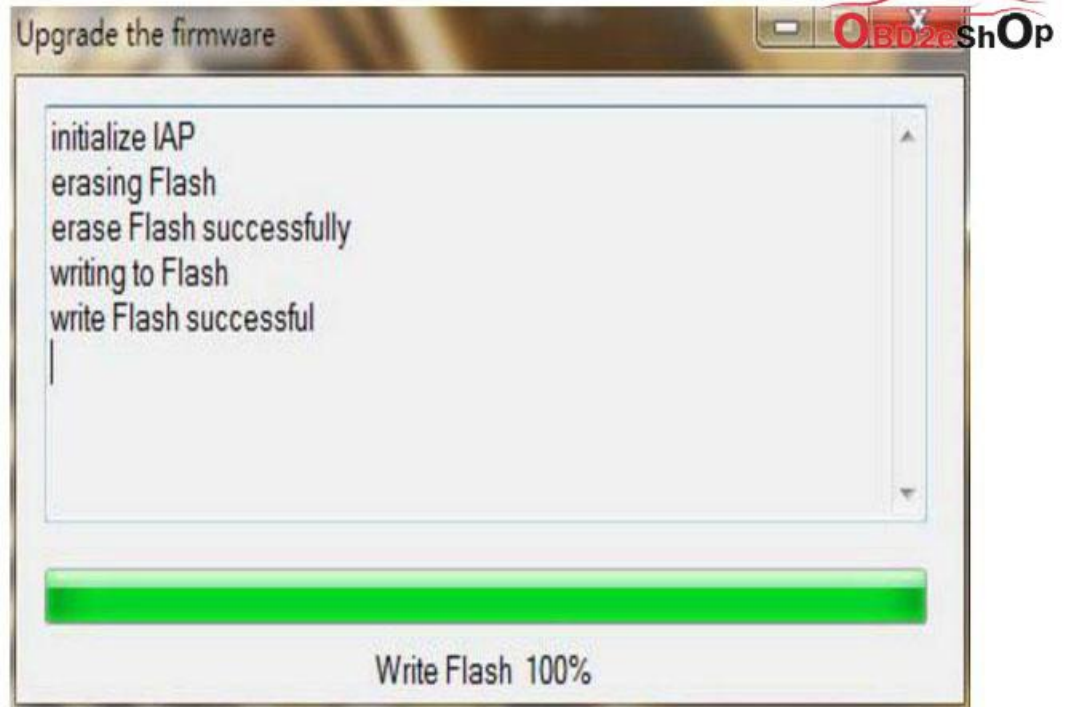 Upgrade the firmware
OBD2eShOp
initialize IAP
erasing Flash
erase Flash successfully
writing to Flash
write Flash successful
Write Flash 100%